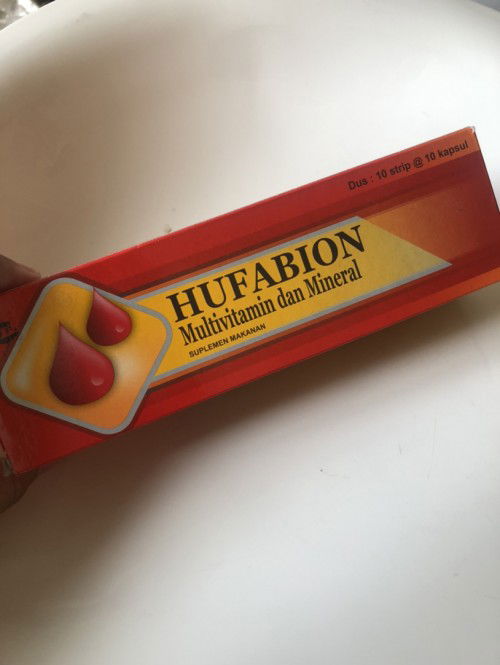 Dus : 10 strip @ 10 kapsul
HUFABION
Multivitamin dan Mineral
SUPLEMEN MAKANAN